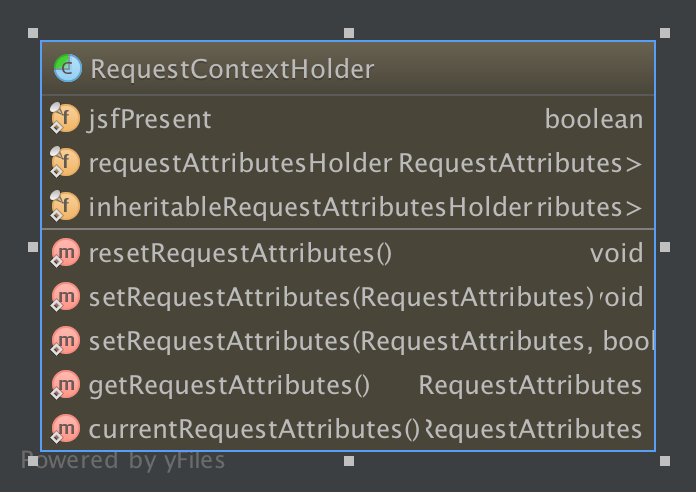 RequestContextHolder
jsfPresent boolean
requestAttributesHolder RequestAttributes>
inheritableRequestAttributesHolder ributes>
resetRequestAttributes() void
setRequestAttributes(RequestAttributes) void
setRequestAttributes(RequestAttributes, bool
getRequestAttributes() RequestAttributes
currentRequestAttributes() RequestAttributes
Powered by yFiles